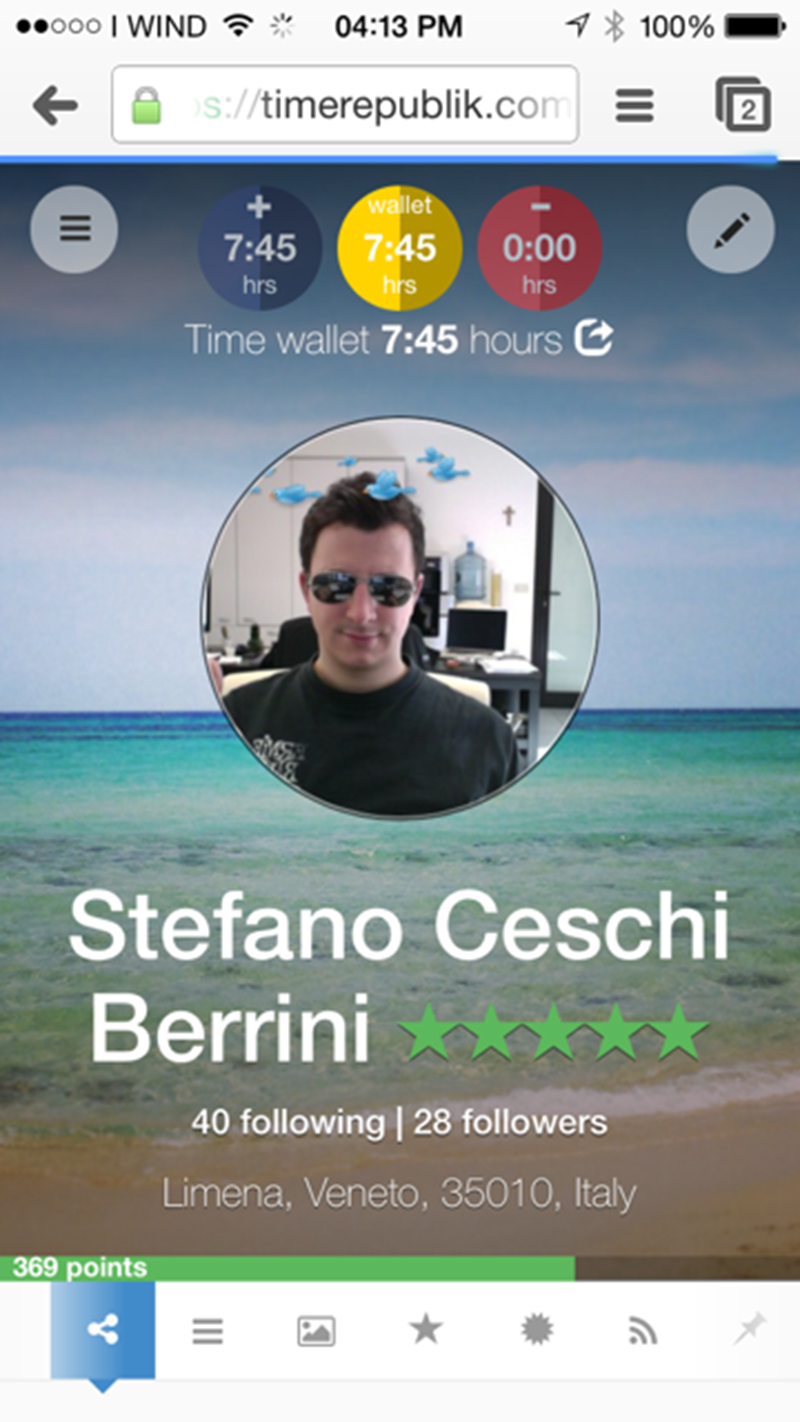 I WIND 04:13 PM 100%
s://timerepublik.com
2
+ wallet −
7:45 7:45 0:00
hrs hrs hrs
Time wallet 7:45 hours
Stefano Ceschi
Berrini
40 following | 28 followers
Limena, Veneto, 35010, Italy
369 points